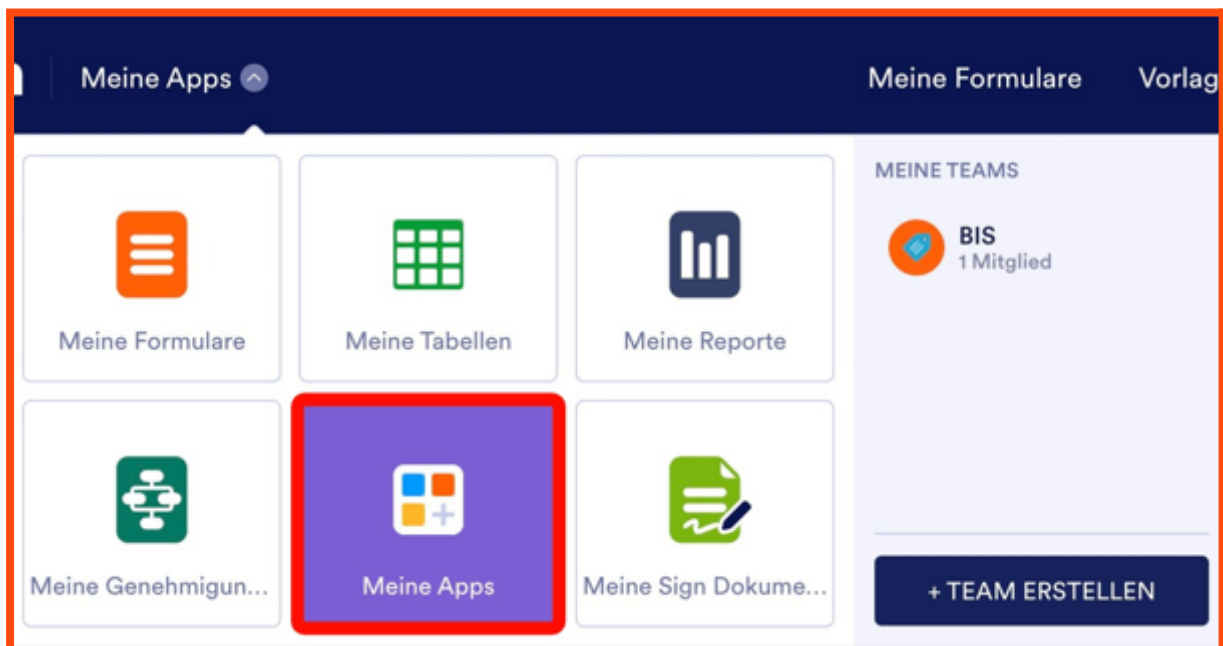 Meine Apps
Meine Formulare
Vorlag
MEINE TEAMS
BIS
1 Mitglied
Meine Formulare
Meine Tabellen
Meine Reporte
Meine Genehmigun...
Meine Apps
Meine Sign Dokume...
+ TEAM ERSTELLEN